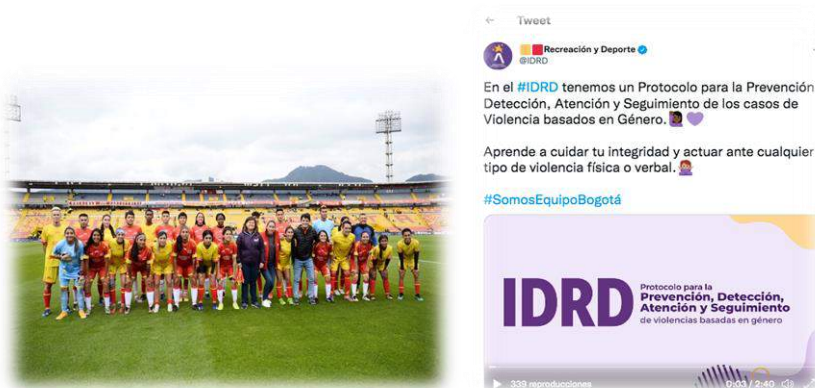 Tweet
Recreación y Deporte
@IDRD
En el #IDRD tenemos un Protocolo para la Prevención
Detección, Atención y Seguimiento de los casos de
Violencia basados en Género.
Aprende a cuidar tu integridad y actuar ante cualquier
tipo de violencia física o verbal.
#SomosEquipoBogotá
IDRD
Protocolo para la
Prevención, Detección,
Atención y Seguimiento
de violencias basadas en género
339 reproducciones
0:03 / 2:40